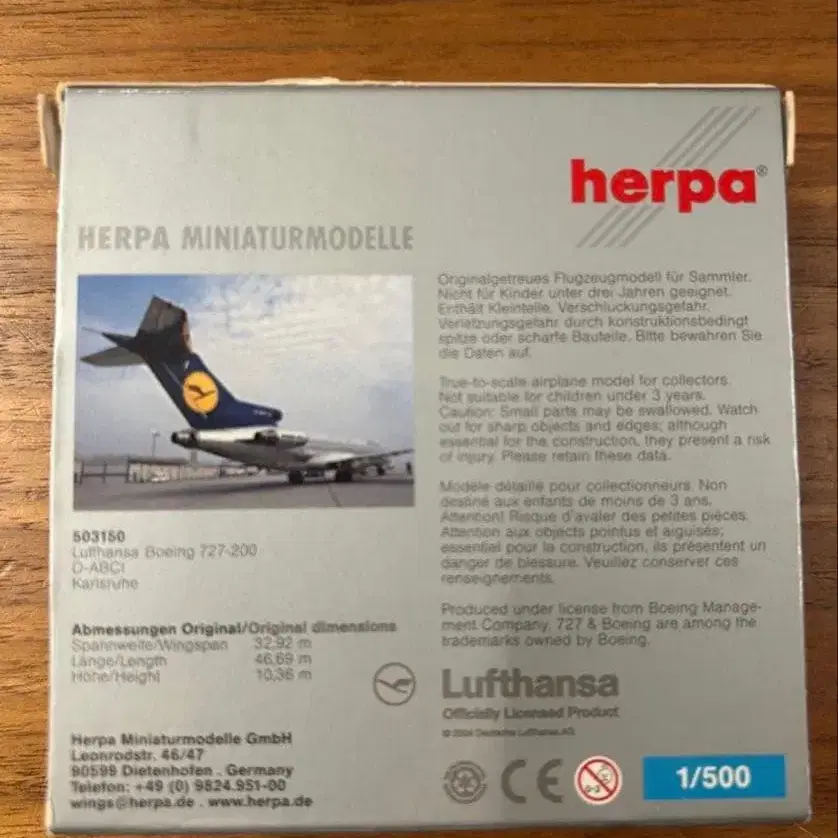 herpa®
HERPA MINIATURMODELLE
Originalgetreues Flugzeugmodell für Sammler.
Nicht für Kinder unter drei Jahren geeignet.
Enthält Kleinteile. Verschluckungsgefahr.
Verletzungsgefahr durch konstruktionsbedingt
spitze oder scharfe Bauteile. Bitte bewahren Sie
die Daten auf.
True-to-scale airplane model for collectors.
Not suitable for children under 3 years.
Caution: Small parts may be swallowed. Watch
out for sharp objects and edges; although
essential for the construction, they present a risk
of injury. Please retain these data.
Modèle détaillé pour collectionneurs. Non
destiné aux enfants de moins de 3 ans.
Attention! Risque d'avaler des petites pièces.
Attention aux objects pointus et aiguisés;
essentiel pour la construction, ils présentent un
danger de blessure. Veuillez conserver ces
renseignements.
Produced under license from Boeing Manage-
ment Company. 727 & Boeing are among the
trademarks owned by Boeing.
503150
Lufthansa Boeing 727-200
D-ABCI
Karlsruhe
Abmessungen Original/Original dimensions
Spannweite/Wingspan 32,92 m
Länge/Length 46,69 m
Höhe/Height 10,36 m
Lufthansa
Officially Licensed Product
© 2004 Deutsche Lufthansa AG
Herpa Miniaturmodelle GmbH
Leonrodstr. 46/47
90599 Dietenhofen . Germany
Telefon: +49 (0) 9824.951-00
wings@herpa.de . www.herpa.de
CE
0-3
1/500